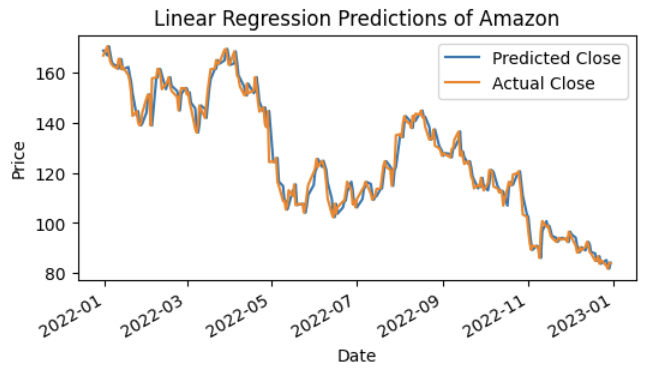 Linear Regression Predictions of Amazon
Predicted Close
Actual Close
160
140
120
100
80
Price
2022-01
2022-03
2022-05
2022-07
2022-09
2022-11
2023-01
Date